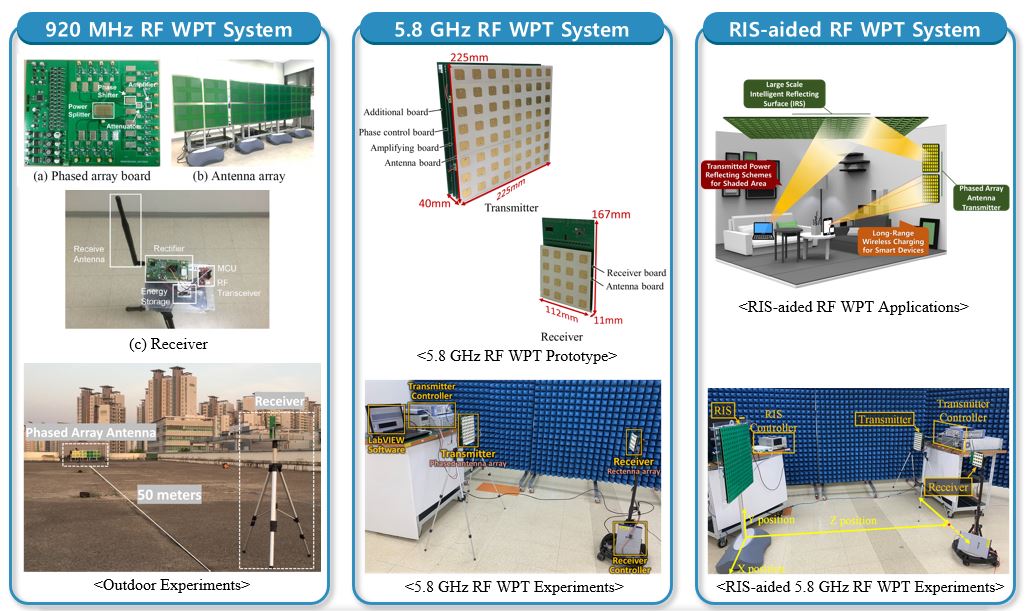 920 MHz RF WPT System
Phase
Shifter
Amplifier
Power
Splitter
Attenuator
(a) Phased array board
(b) Antenna array
Receive
Antenna
Rectifier
MCU
RF
Transceiver
Energy
Storage
(c) Receiver
Receiver
Phased Array Antenna
50 meters
<Outdoor Experiments>
5.8 GHz RF WPT System
225mm
Additional board
Phase control board
Amplifying board
Antenna board
225mm
40mm
Transmitter
167mm
Receiver board
Antenna board
112mm
11mm
Receiver
<5.8 GHz RF WPT Prototype>
Transmitter
Controller
LabVIEW
Software
Transmitter
Phased antenna array
Receiver
Rectenna array
Receiver
Controller
<5.8 GHz RF WPT Experiments>
RIS-aided RF WPT System
Large Scale
Intelligent Reflecting
Surface (IRS)
Transmitted Power
Reflecting Schemes
for Shaded Area
Phased Array
Antenna
Transmitter
Long-Range
Wireless Charging
for Smart Devices
<RIS-aided RF WPT Applications>
RIS
RIS
Controller
Transmitter
Transmitter
Controller
Receiver
Y position
Z position
X position
<RIS-aided 5.8 GHz RF WPT Experiments>